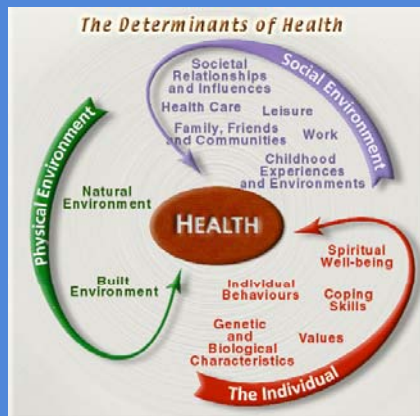 The Determinants of Health
Social Environment
Societal
Relationships
and Influences
Health Care
Leisure
Family, Friends
and Communities
Work
Childhood
Experiences
and Environments
Physical Environment
Natural
Environment
Built
Environment
HEALTH
Spiritual
Well-being
Individual
Behaviours
Coping
Skills
Genetic
and
Biological
Characteristics
Values
The Individual